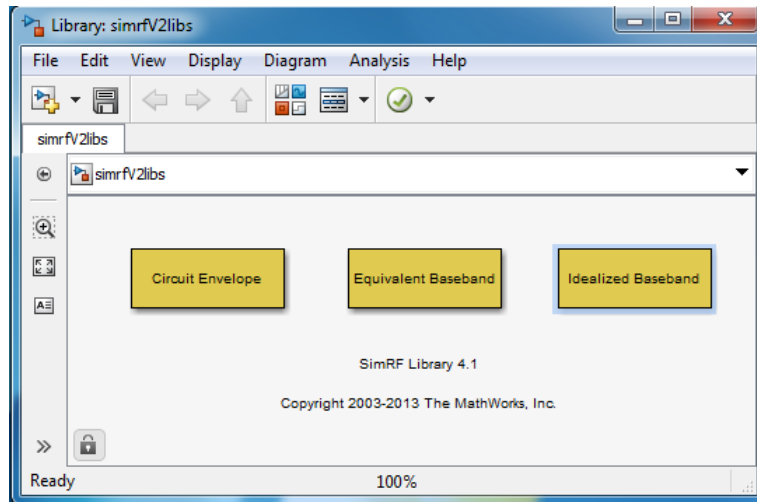 Library: simrfV2libs
File Edit View Display Diagram Analysis Help
simrfV2libs
simrfV2libs
Circuit Envelope Equivalent Baseband Idealized Baseband
SimRF Library 4.1
Copyright 2003-2013 The MathWorks, Inc.
Ready 100%